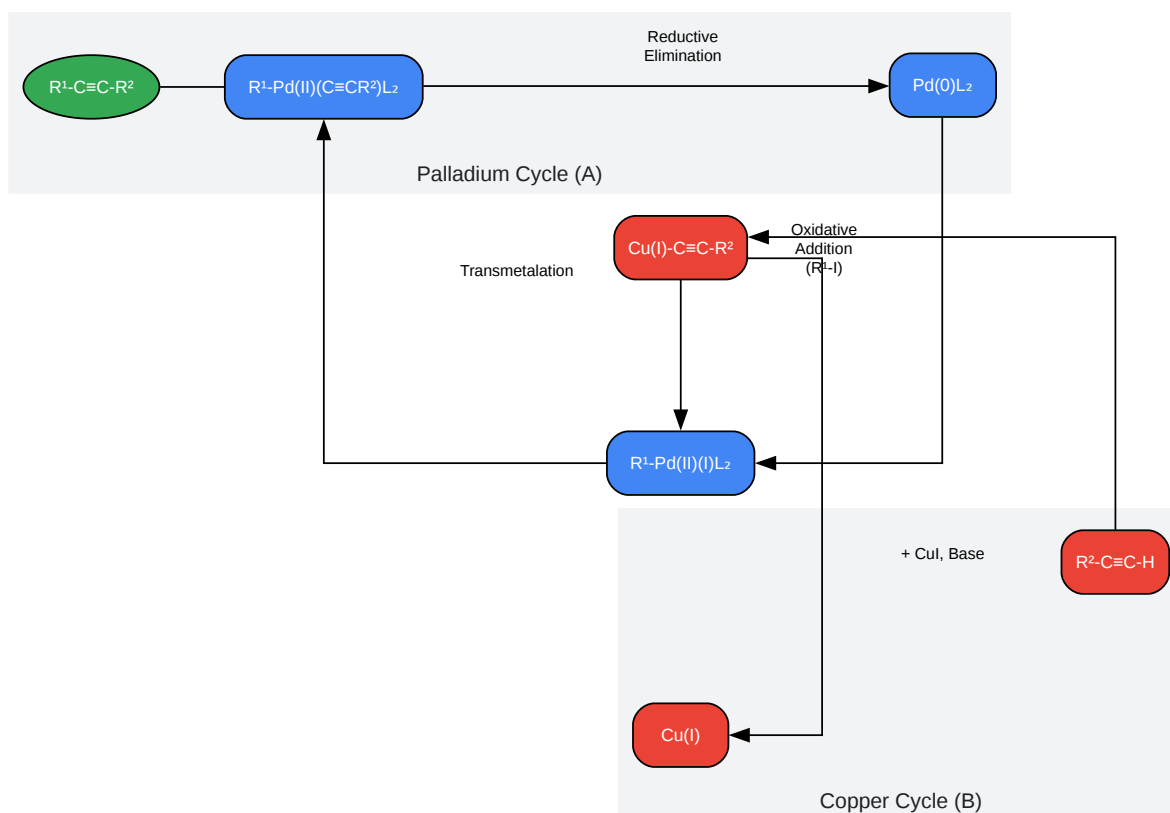 Reductive
Elimination
R¹-C≡C-R²
R¹-Pd(II)(C≡CR²)L₂
Pd(0)L₂
Palladium Cycle (A)
Cu(I)-C≡C-R²
Oxidative
Addition
(R¹-I)
Transmetalation
R¹-Pd(II)(I)L₂
+ CuI, Base
R²-C≡C-H
Cu(I)
Copper Cycle (B)